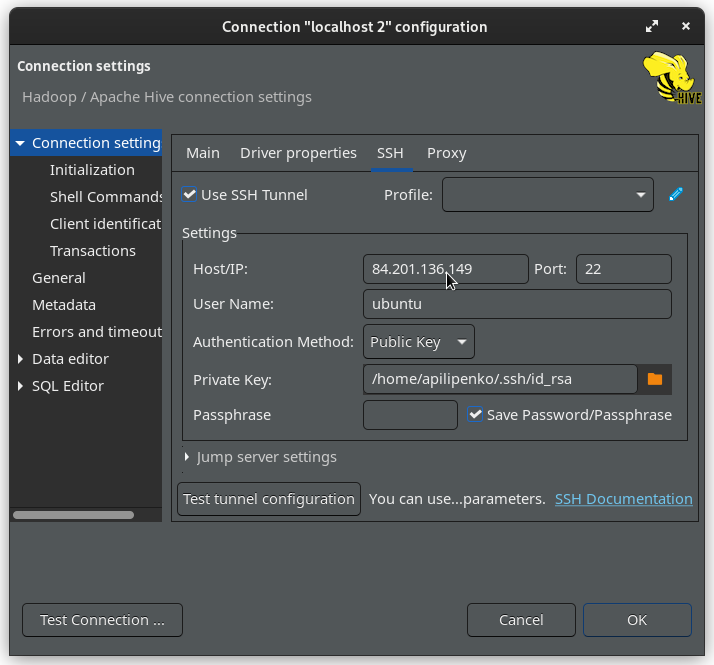 Connection "localhost 2" configuration
Connection settings
Hadoop / Apache Hive connection settings
HIVE
Connection setting
Initialization
Shell Commands
Client identificat
Transactions
General
Metadata
Errors and timeout
Data editor
SQL Editor
Main Driver properties SSH Proxy
Use SSH Tunnel Profile:
Settings
Host/IP: 84.201.136.149 Port: 22
User Name: ubuntu
Authentication Method: Public Key
Private Key: /home/apilipenko/.ssh/id_rsa
Passphrase Save Password/Passphrase
Jump server settings
Test tunnel configuration You can use...parameters. SSH Documentation
Test Connection ... Cancel OK